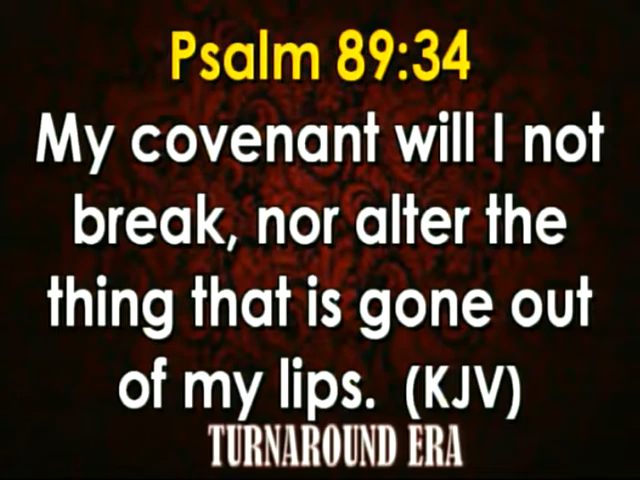 Psalm 89:34
My covenant will I not
break, nor alter the
thing that is gone out
of my lips. (KJV)
TURNAROUND ERA